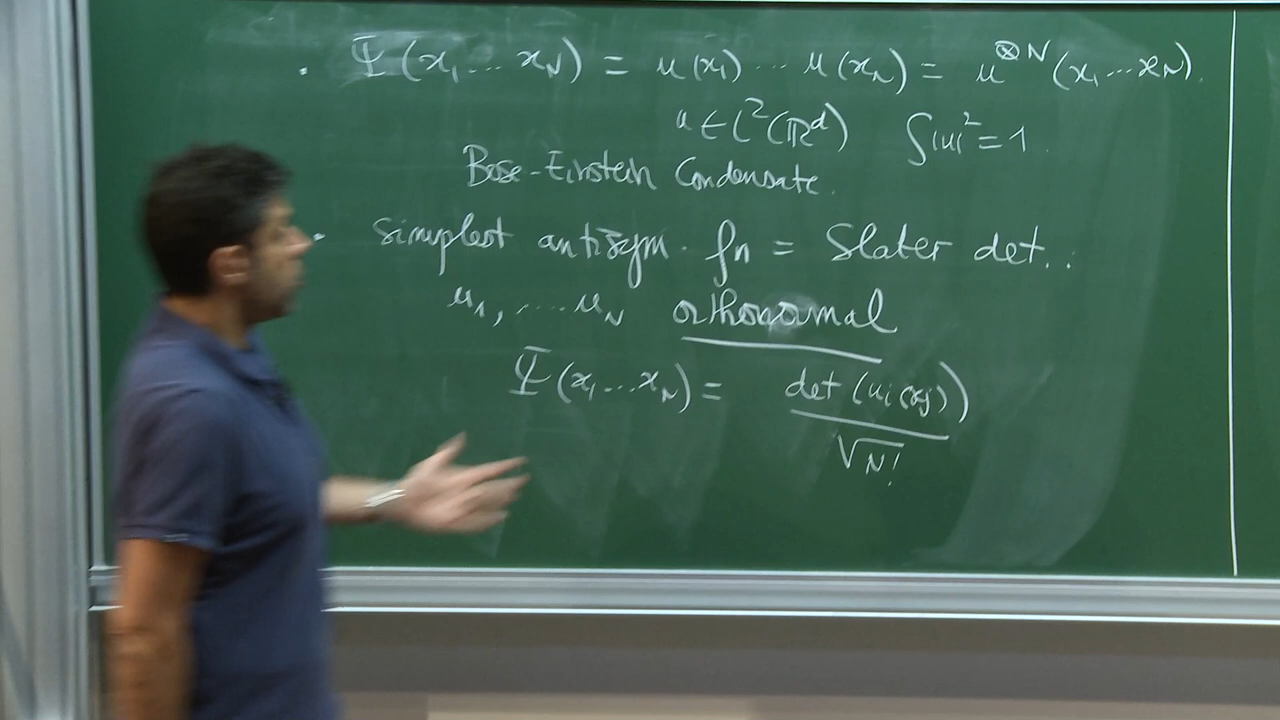 · Ψ(x₁...x_N) = u(x₁) ... u(x_N) = u^{⊗N}(x₁...x_N).
u ∈ L²(ℝᵈ) ∫|u|² = 1.
Bose-Einstein Condensate.
· simplest antisym. fn = Slater det..
u₁, ... u_N orthonormal
Ψ(x₁...x_N) = det(u_i(x_j)) / √N!